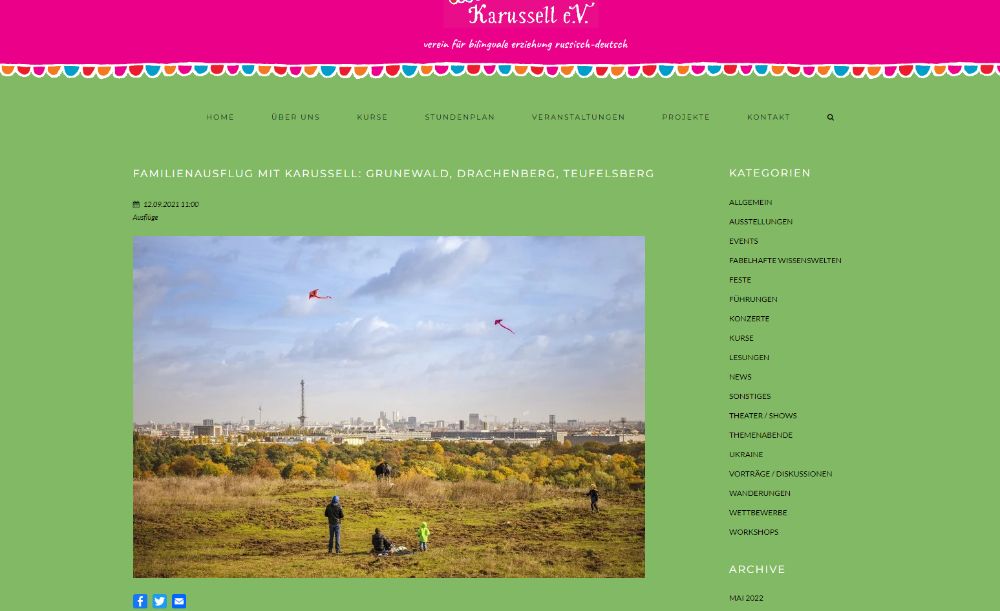 Karussell e.V.
verein für bilinguale erziehung russisch-deutsch
HOME ÜBER UNS KURSE STUNDENPLAN VERANSTALTUNGEN PROJEKTE KONTAKT
FAMILIENAUSFLUG MIT KARUSSELL: GRUNEWALD, DRACHENBERG, TEUFELSBERG
12.09.2021 11:00
Ausflüge
KATEGORIEN
ALLGEMEIN
AUSSTELLUNGEN
EVENTS
FABELHAFTE WISSENSWELTEN
FESTE
FÜHRUNGEN
KONZERTE
KURSE
LESUNGEN
NEWS
SONSTIGES
THEATER / SHOWS
THEMENABENDE
UKRAINE
VORTRÄGE / DISKUSSIONEN
WANDERUNGEN
WETTBEWERBE
WORKSHOPS
ARCHIVE
MAI 2022